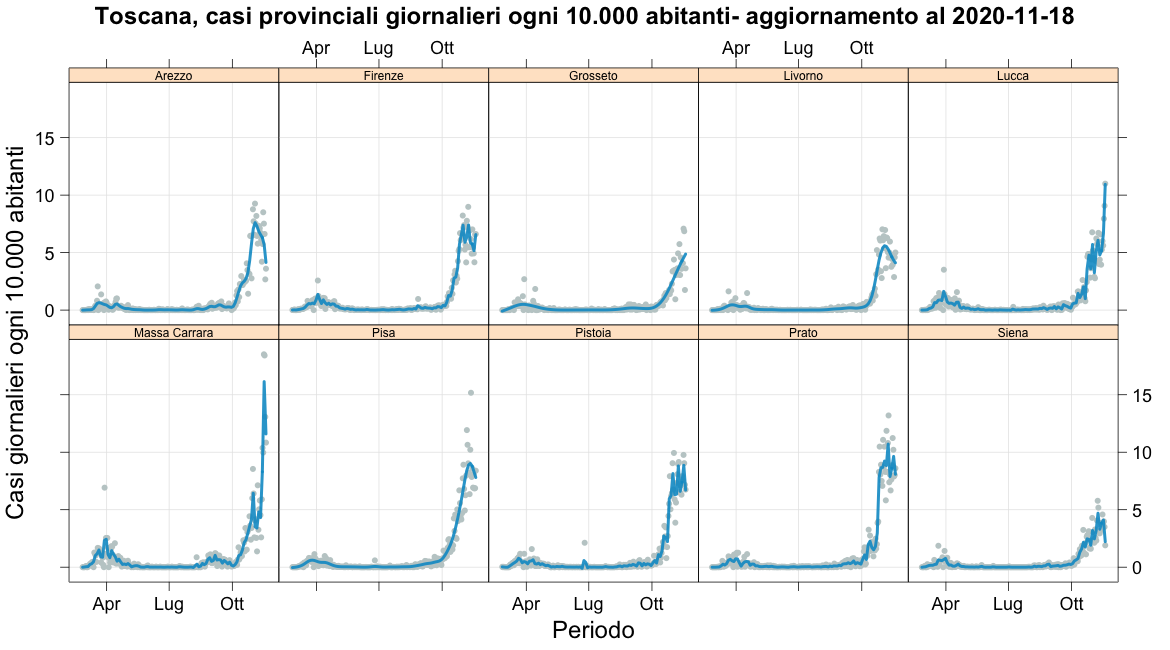 Toscana, casi provinciali giornalieri ogni 10.000 abitanti- aggiornamento al 2020-11-18
Apr Lug Ott Apr Lug Ott
Arezzo Firenze Grosseto Livorno Lucca
15
10
5
0
Casi giornalieri ogni 10.000 abitanti
Massa Carrara Pisa Pistoia Prato Siena
15
10
5
0
Apr Lug Ott Apr Lug Ott Apr Lug Ott
Periodo